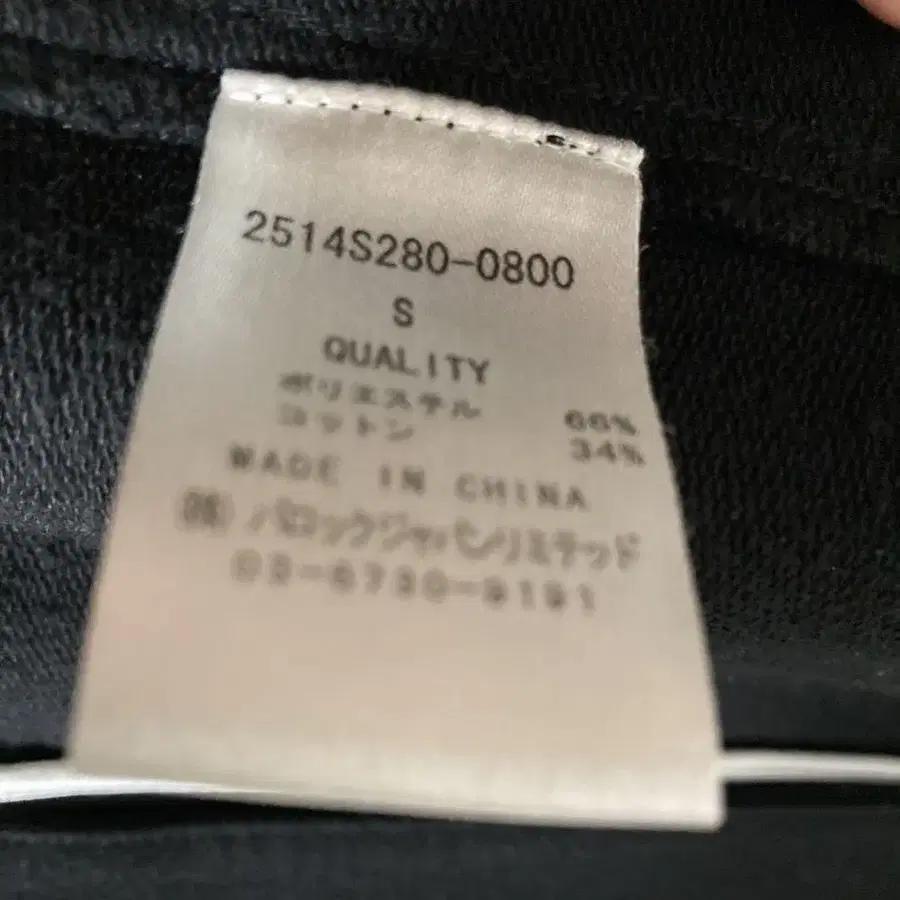 2514S280-0800
S
QUALITY
ポリエステル 66%
コットン 34%
MADE IN CHINA
(株)バロックジャパンリミテッド
03-6730-9191